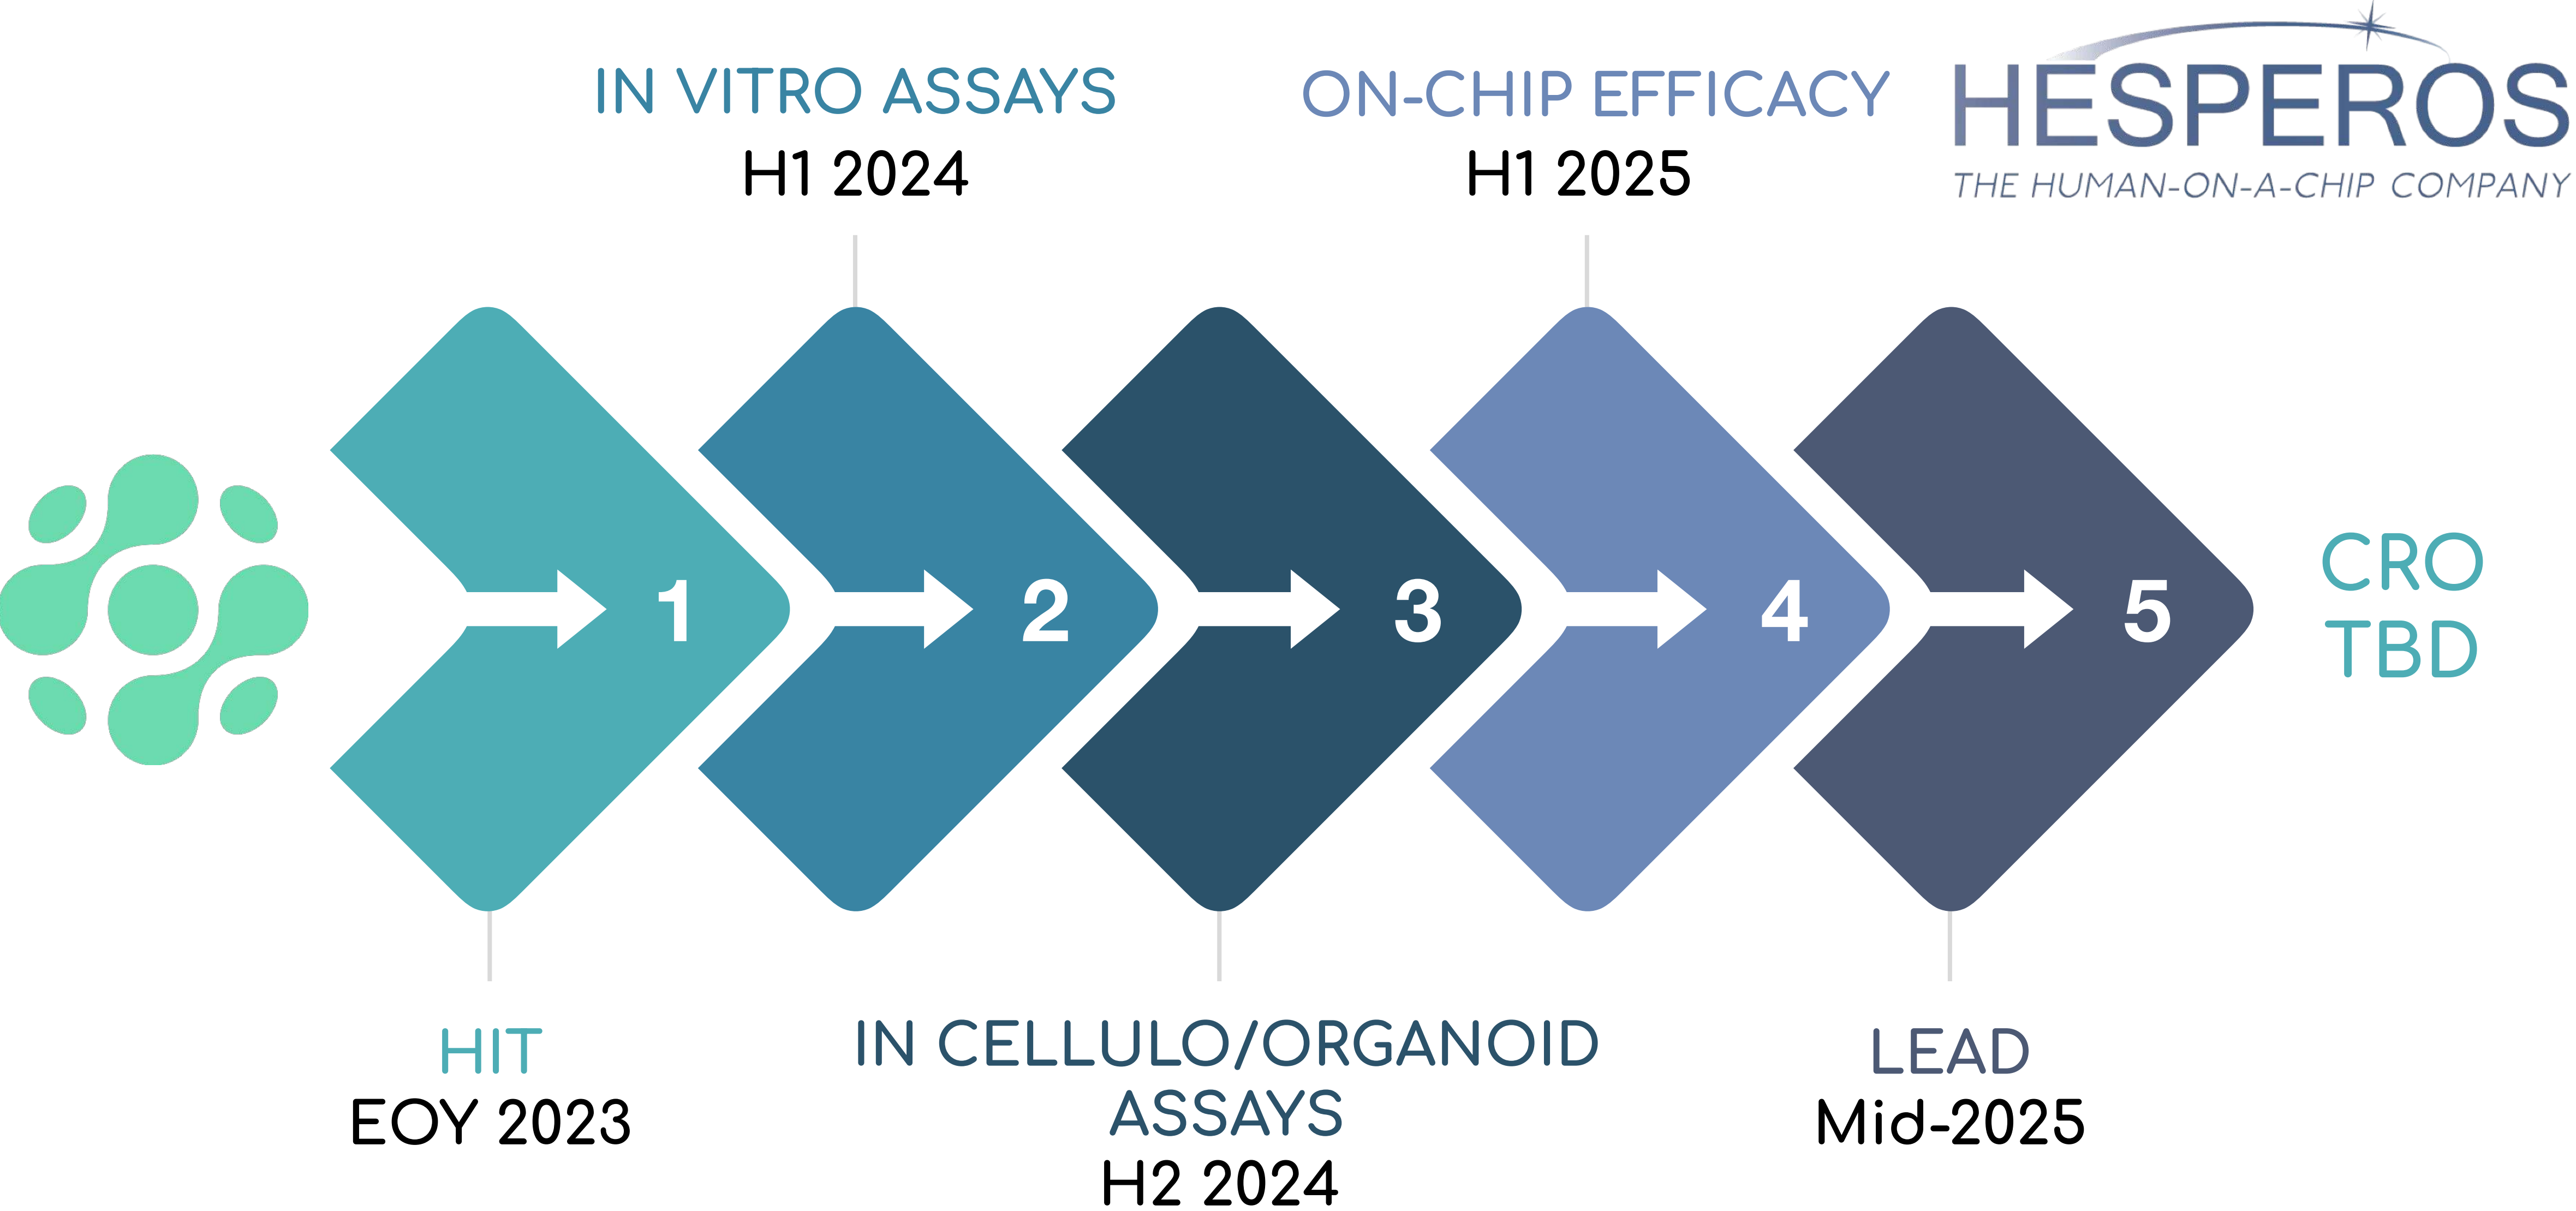 IN VITRO ASSAYS
H1 2024
ON-CHIP EFFICACY
H1 2025
HESPEROS
THE HUMAN-ON-A-CHIP COMPANY
1
2
3
4
5
CRO
TBD
HIT
EOY 2023
IN CELLULO/ORGANOID
ASSAYS
H2 2024
LEAD
Mid-2025